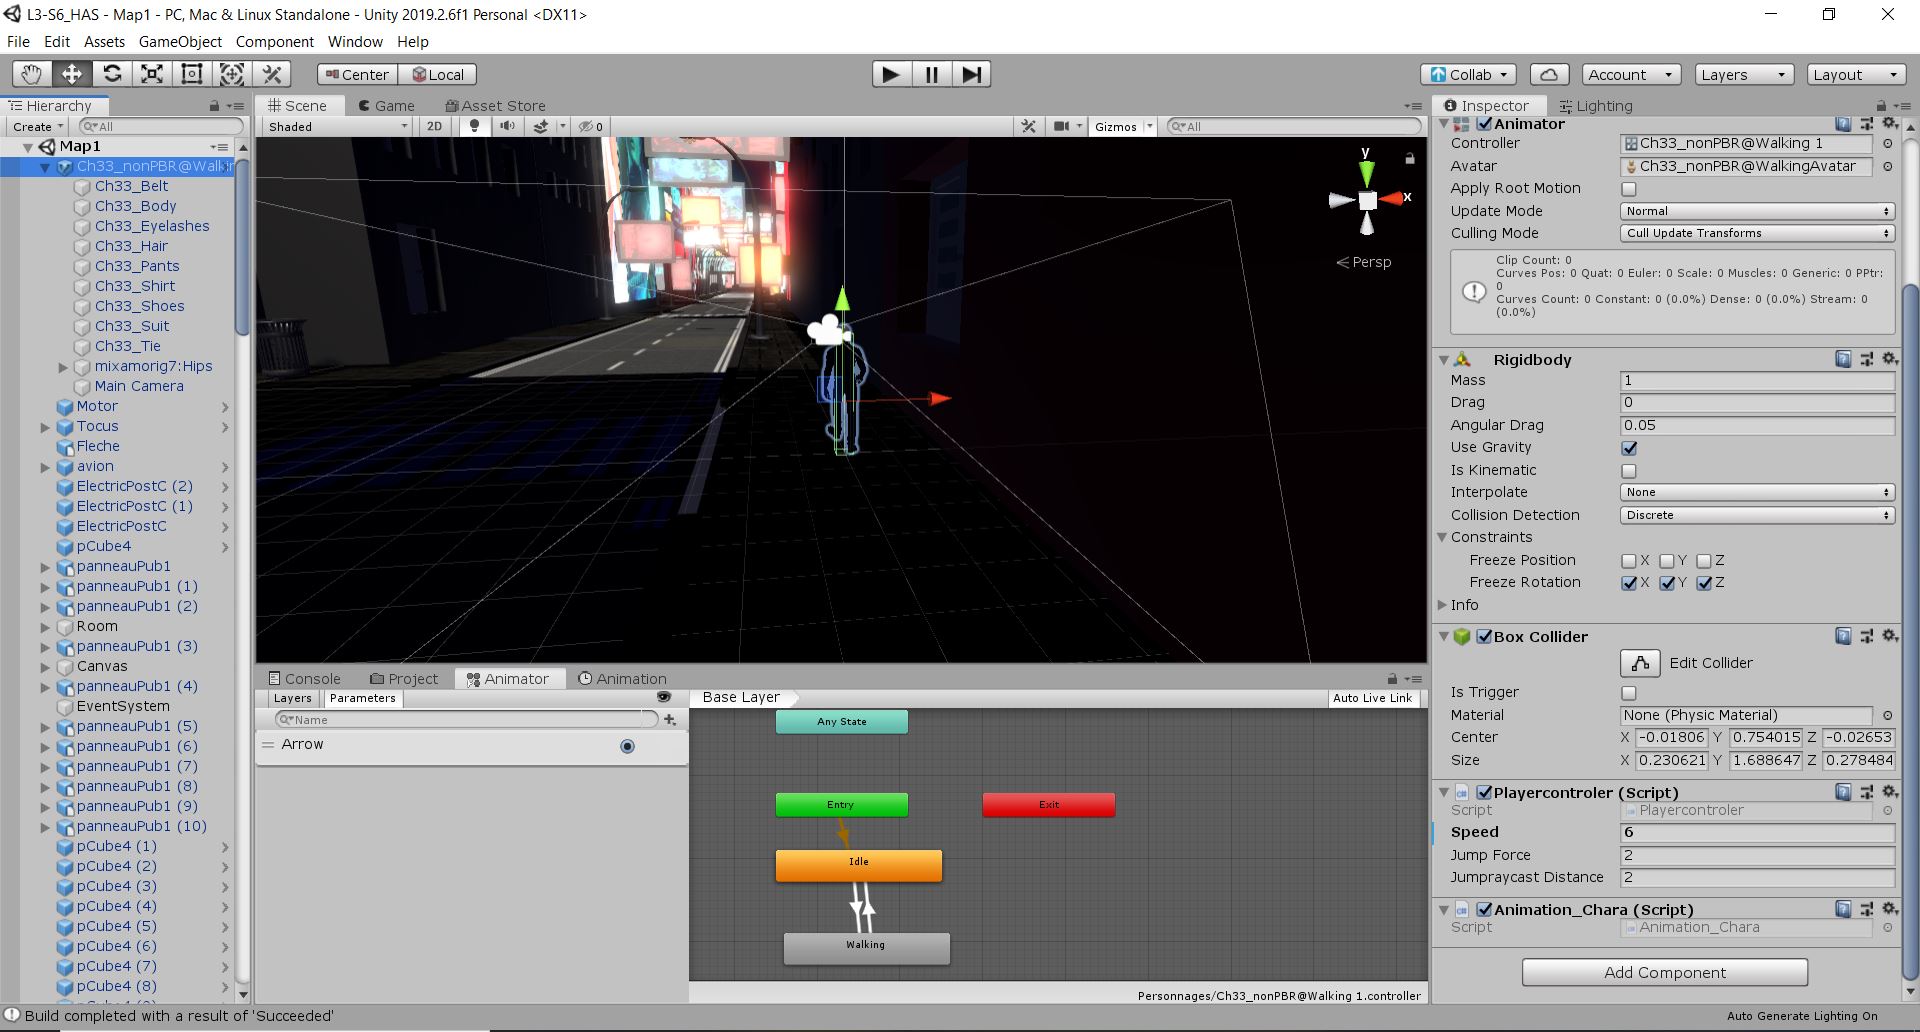 L3-S6_HAS - Map1 - PC, Mac & Linux Standalone - Unity 2019.2.6f1 Personal <DX11>
File Edit Assets GameObject Component Window Help
Center Local
Collab Account Layers Layout
Hierarchy
Create All
Map1
Ch33_nonPBR@Walkin
Ch33_Belt
Ch33_Body
Ch33_Eyelashes
Ch33_Hair
Ch33_Pants
Ch33_Shirt
Ch33_Shoes
Ch33_Suit
Ch33_Tie
mixamorig7:Hips
Main Camera
Motor
Tocus
Fleche
avion
ElectricPostC (2)
ElectricPostC (1)
ElectricPostC
pCube4
panneauPub1
panneauPub1 (1)
panneauPub1 (2)
Room
panneauPub1 (3)
Canvas
panneauPub1 (4)
EventSystem
panneauPub1 (5)
panneauPub1 (6)
panneauPub1 (7)
panneauPub1 (8)
panneauPub1 (9)
panneauPub1 (10)
pCube4 (1)
pCube4 (2)
pCube4 (3)
pCube4 (4)
pCube4 (5)
pCube4 (6)
pCube4 (7)
pCube4 (8)
Scene Game Asset Store
Shaded 2D 0 Gizmos All
y
x
Persp
Console Project Animator Animation
Layers Parameters Base Layer Auto Live Link
Name
Arrow
Any State
Entry
Exit
Idle
Walking
Personnages/Ch33_nonPBR@Walking 1.controller
Inspector Lighting
Animator
Controller Ch33_nonPBR@Walking 1
Avatar Ch33_nonPBR@WalkingAvatar
Apply Root Motion
Update Mode Normal
Culling Mode Cull Update Transforms
Clip Count: 0
Curves Pos: 0 Quat: 0 Euler: 0 Scale: 0 Muscles: 0 Generic: 0 PPtr:
0
Curves Count: 0 Constant: 0 (0.0%) Dense: 0 (0.0%) Stream: 0
(0.0%)
Rigidbody
Mass 1
Drag 0
Angular Drag 0.05
Use Gravity
Is Kinematic
Interpolate None
Collision Detection Discrete
Constraints
Freeze Position X Y Z
Freeze Rotation X Y Z
Info
Box Collider
Edit Collider
Is Trigger
Material None (Physic Material)
Center X -0.01806 Y 0.754015 Z -0.02653
Size X 0.230621 Y 1.688647 Z 0.278484
Playercontroler (Script)
Script Playercontroler
Speed 6
Jump Force 2
Jumpraycast Distance 2
Animation_Chara (Script)
Script Animation_Chara
Add Component
Build completed with a result of 'Succeeded'
Auto Generate Lighting On